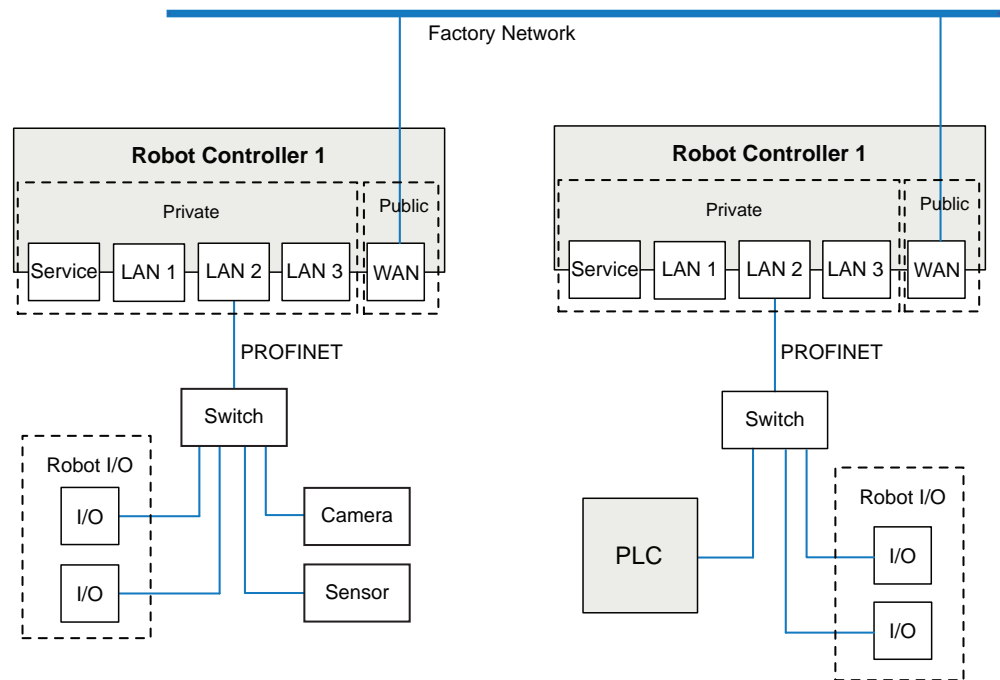 Factory Network
Robot Controller 1
Private
Public
Service
LAN 1
LAN 2
LAN 3
WAN
PROFINET
Switch
Robot I/O
I/O
I/O
Camera
Sensor
Robot Controller 1
Private
Public
Service
LAN 1
LAN 2
LAN 3
WAN
PROFINET
Switch
PLC
Robot I/O
I/O
I/O